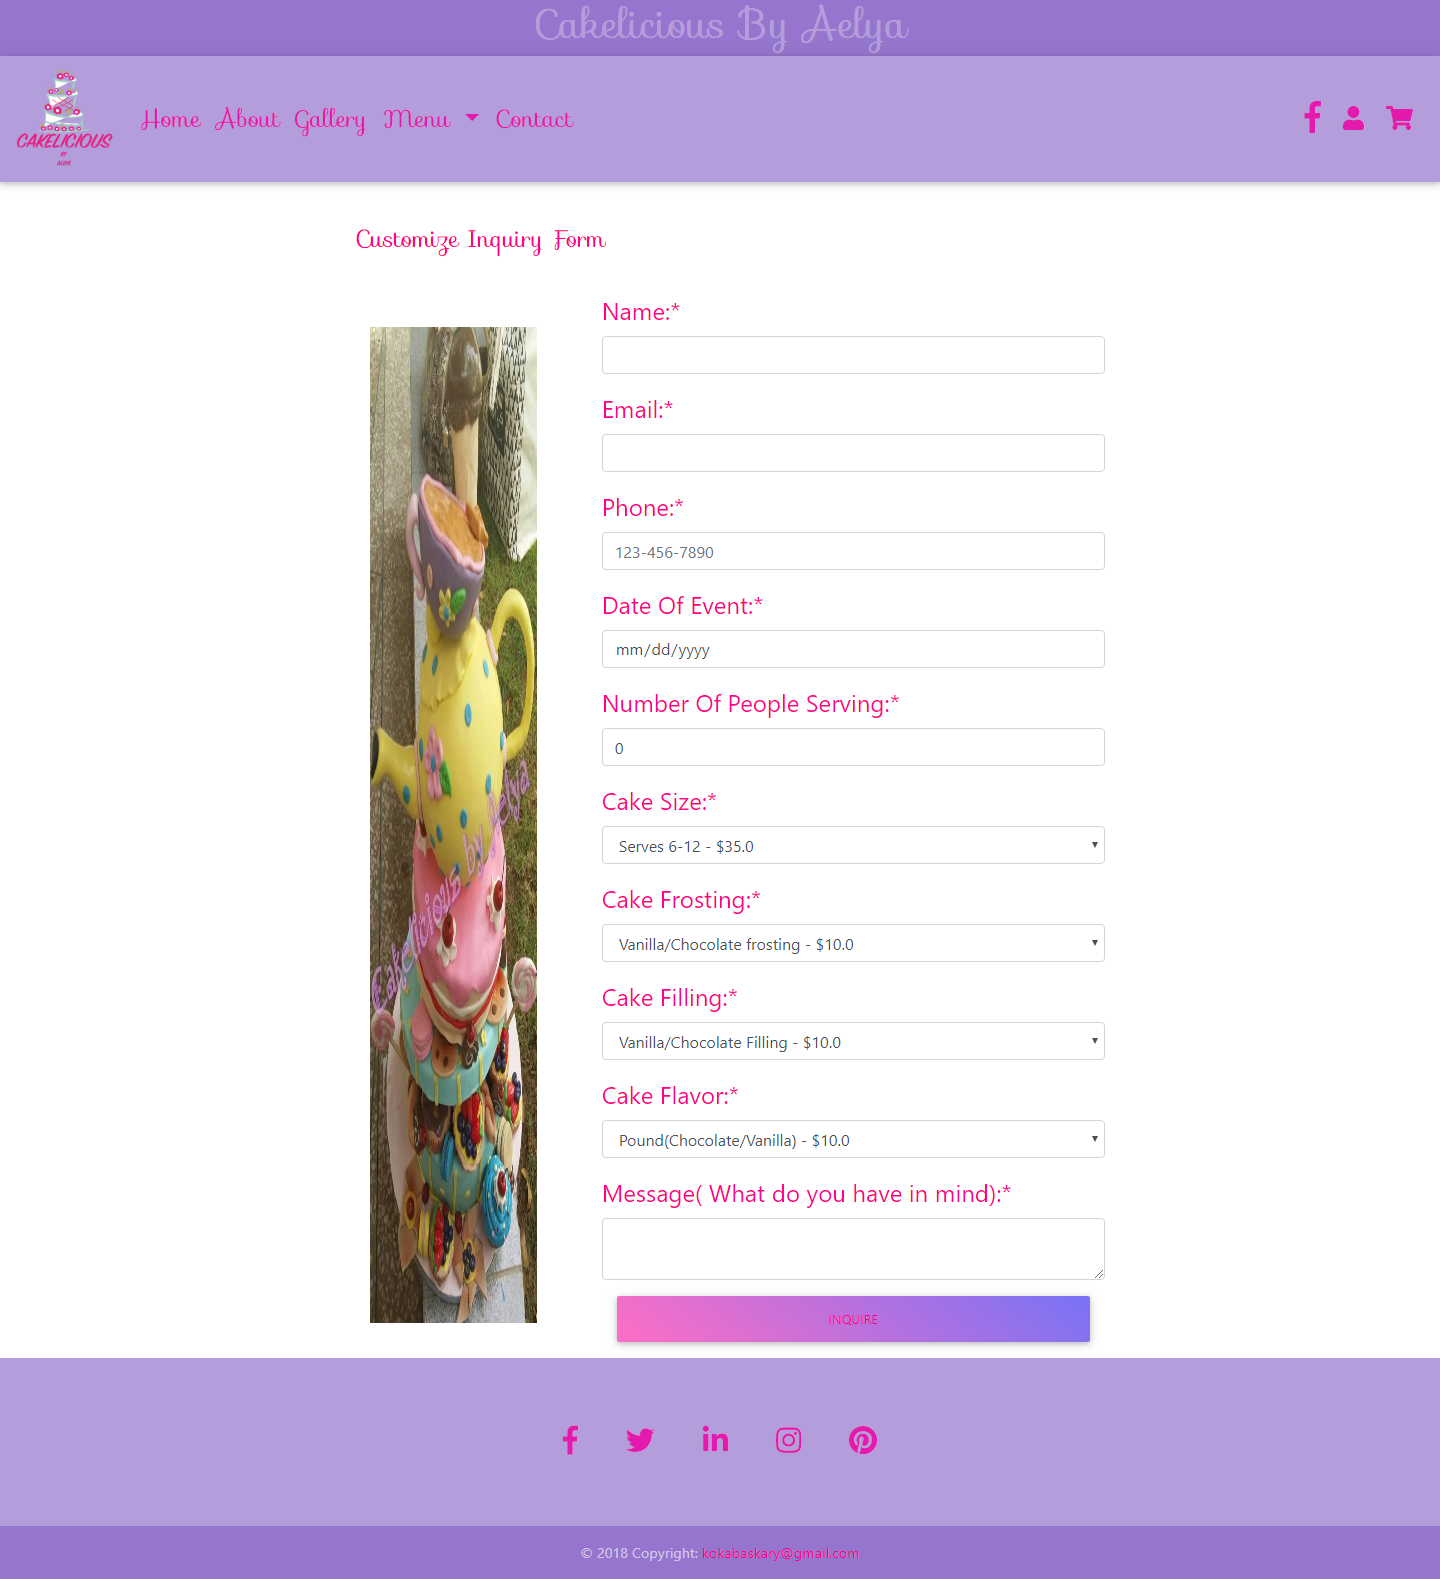 Cakelicious By Aelya
CAKELICIOUS
BY
AELYA
Home About Gallery Menu Contact
Customize Inquiry Form
Name:*
Email:*
Phone:*
123-456-7890
Date Of Event:*
mm/dd/yyyy
Number Of People Serving:*
0
Cake Size:*
Serves 6-12 - $35.0
Cake Frosting:*
Vanilla/Chocolate frosting - $10.0
Cake Filling:*
Vanilla/Chocolate Filling - $10.0
Cake Flavor:*
Pound(Chocolate/Vanilla) - $10.0
Message( What do you have in mind):*
INQUIRE
Cakelicious by Aelya
© 2018 Copyright: kokabaskary@gmail.com